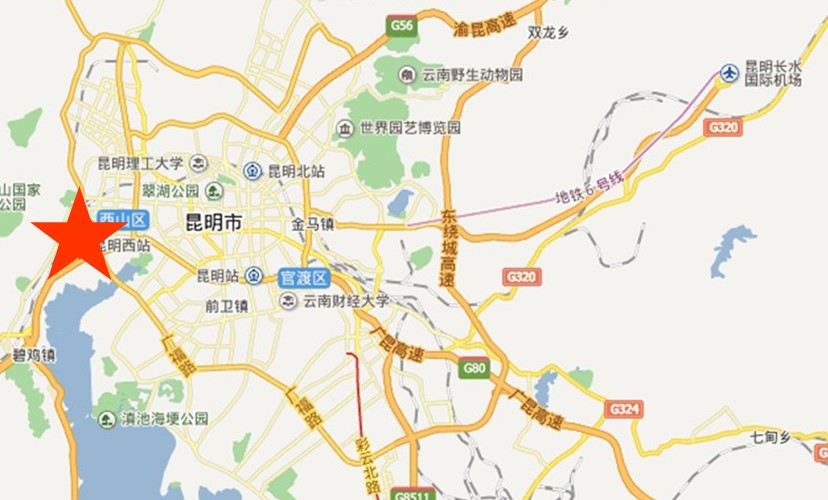 G56
渝昆高速
双龙乡
云南野生动物园
昆明长水
国际机场
世界园艺博览园
G320
昆明理工大学
昆明北站
山国家
公园
翠湖公园
地铁6号线
西山区
昆明市
金马镇
东绕城高速
昆明西站
昆明站
官渡区
G320
前卫镇
云南财经大学
广福路
广昆高速
碧鸡镇
G80
广福路
广昆高速
G324
滇池海埂公园
彩云北路
七甸乡
G8511